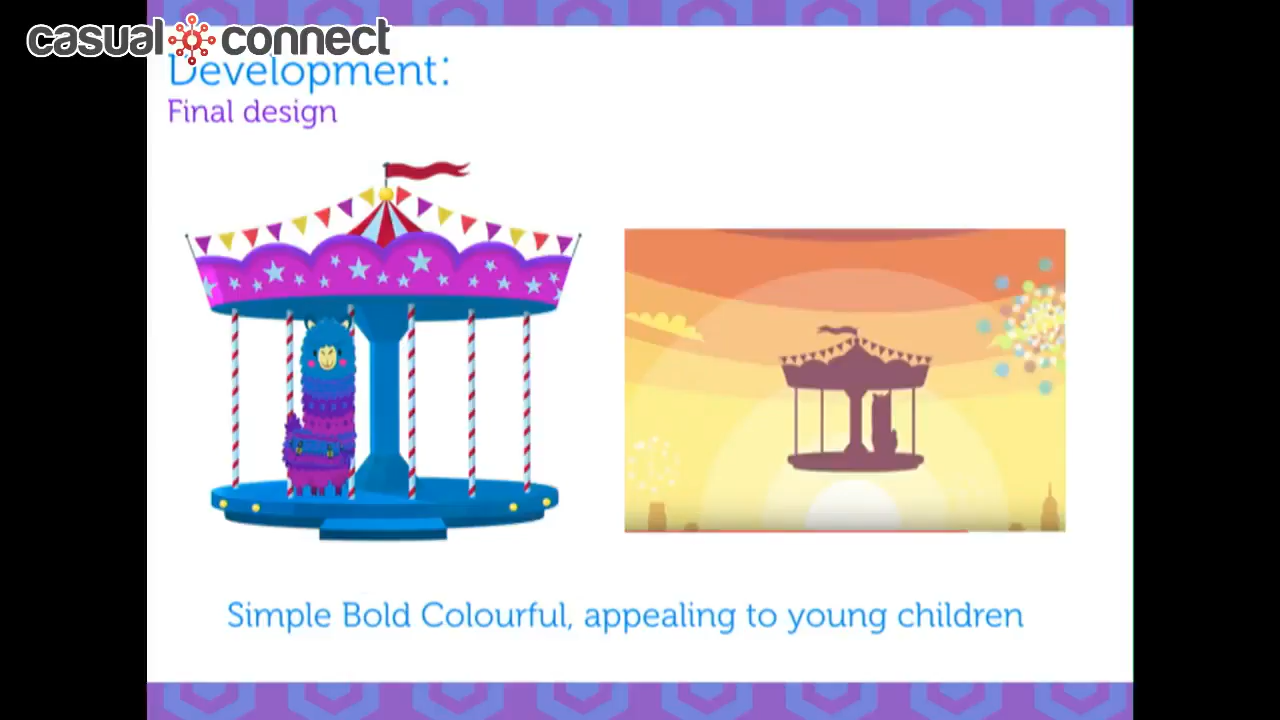 casual connect
Development:
Final design
Simple Bold Colourful, appealing to young children